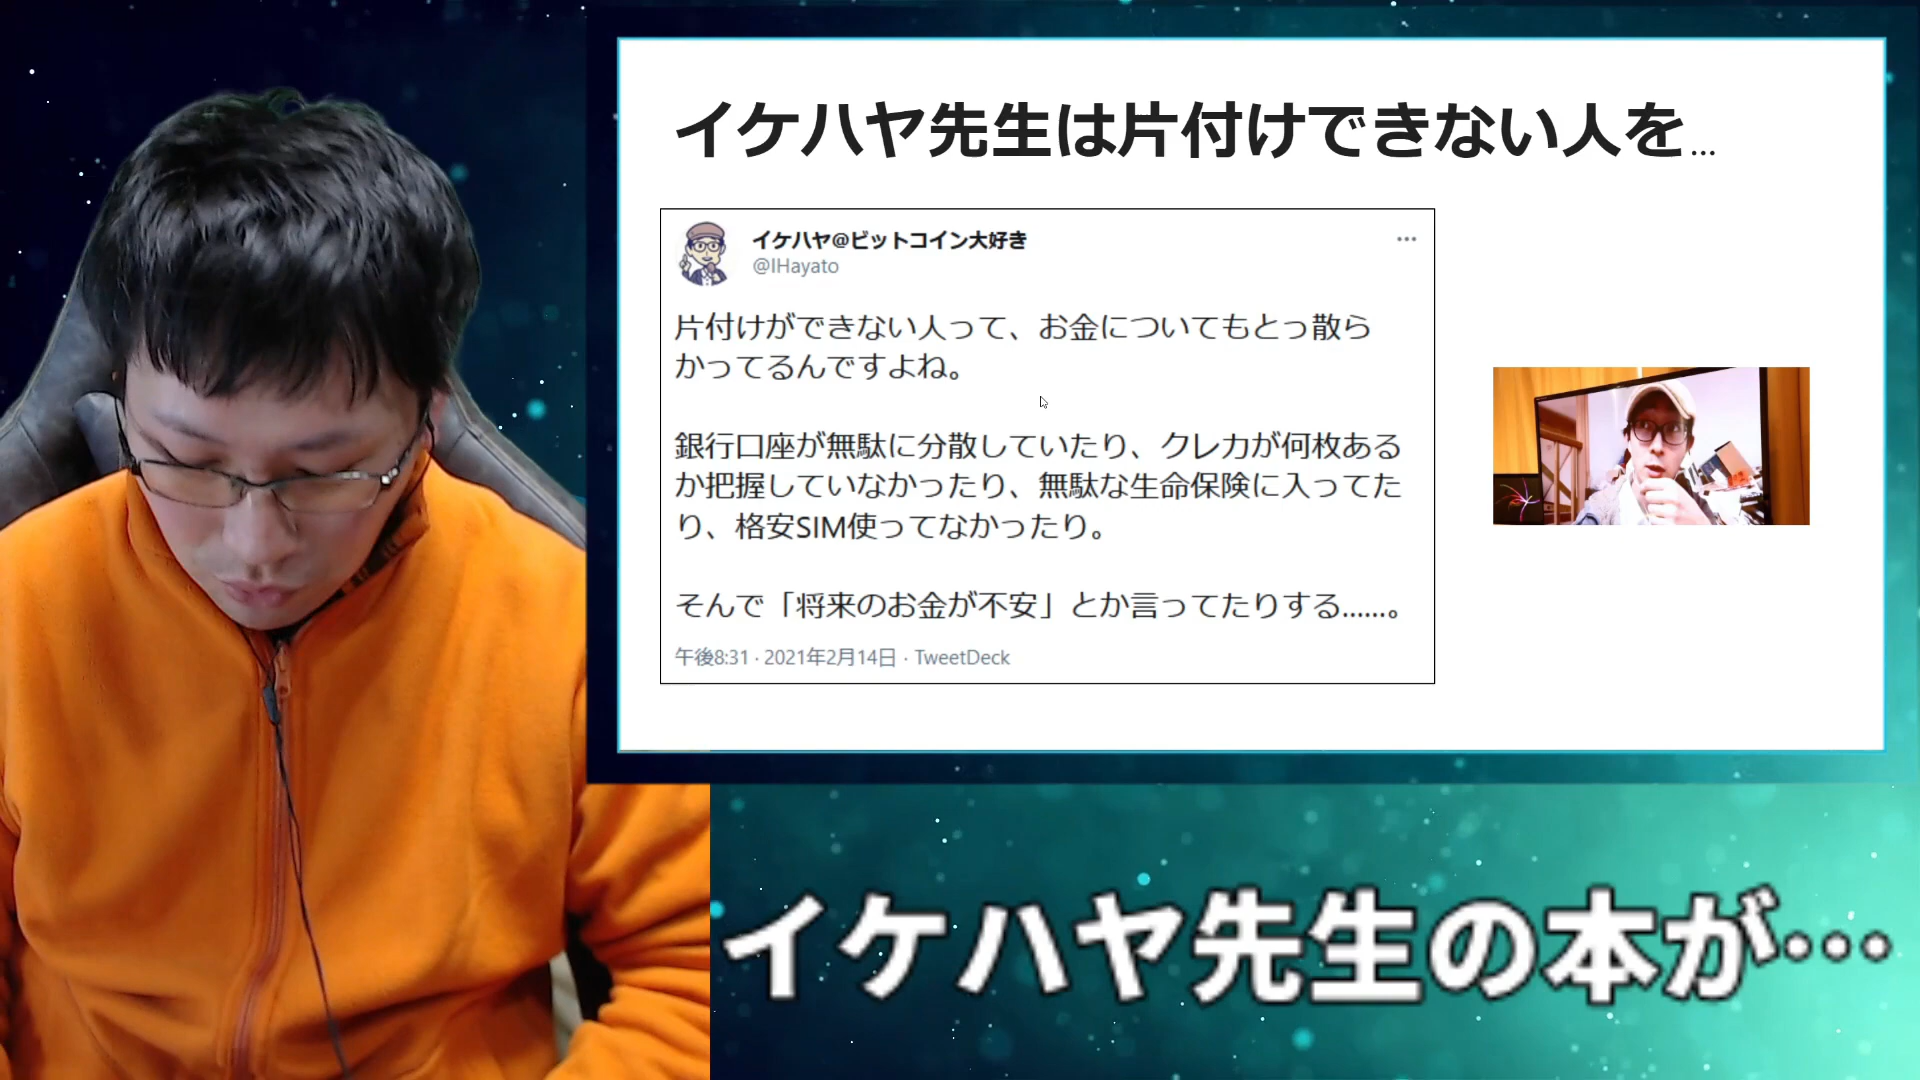 イケハヤ先生は片付けできない人を...
イケハヤ@ビットコイン大好き
@IHayato
片付けができない人って、お金についてもとっ散ら
かってるんですよね。
銀行口座が無駄に分散していたり、クレカが何枚ある
か把握していなかったり、無駄な生命保険に入ってた
り、格安SIM使ってなかったり。
そんで「将来のお金が不安」とか言ってたりする......。
午後8:31 · 2021年2月14日 · TweetDeck
イケハヤ先生の本が…